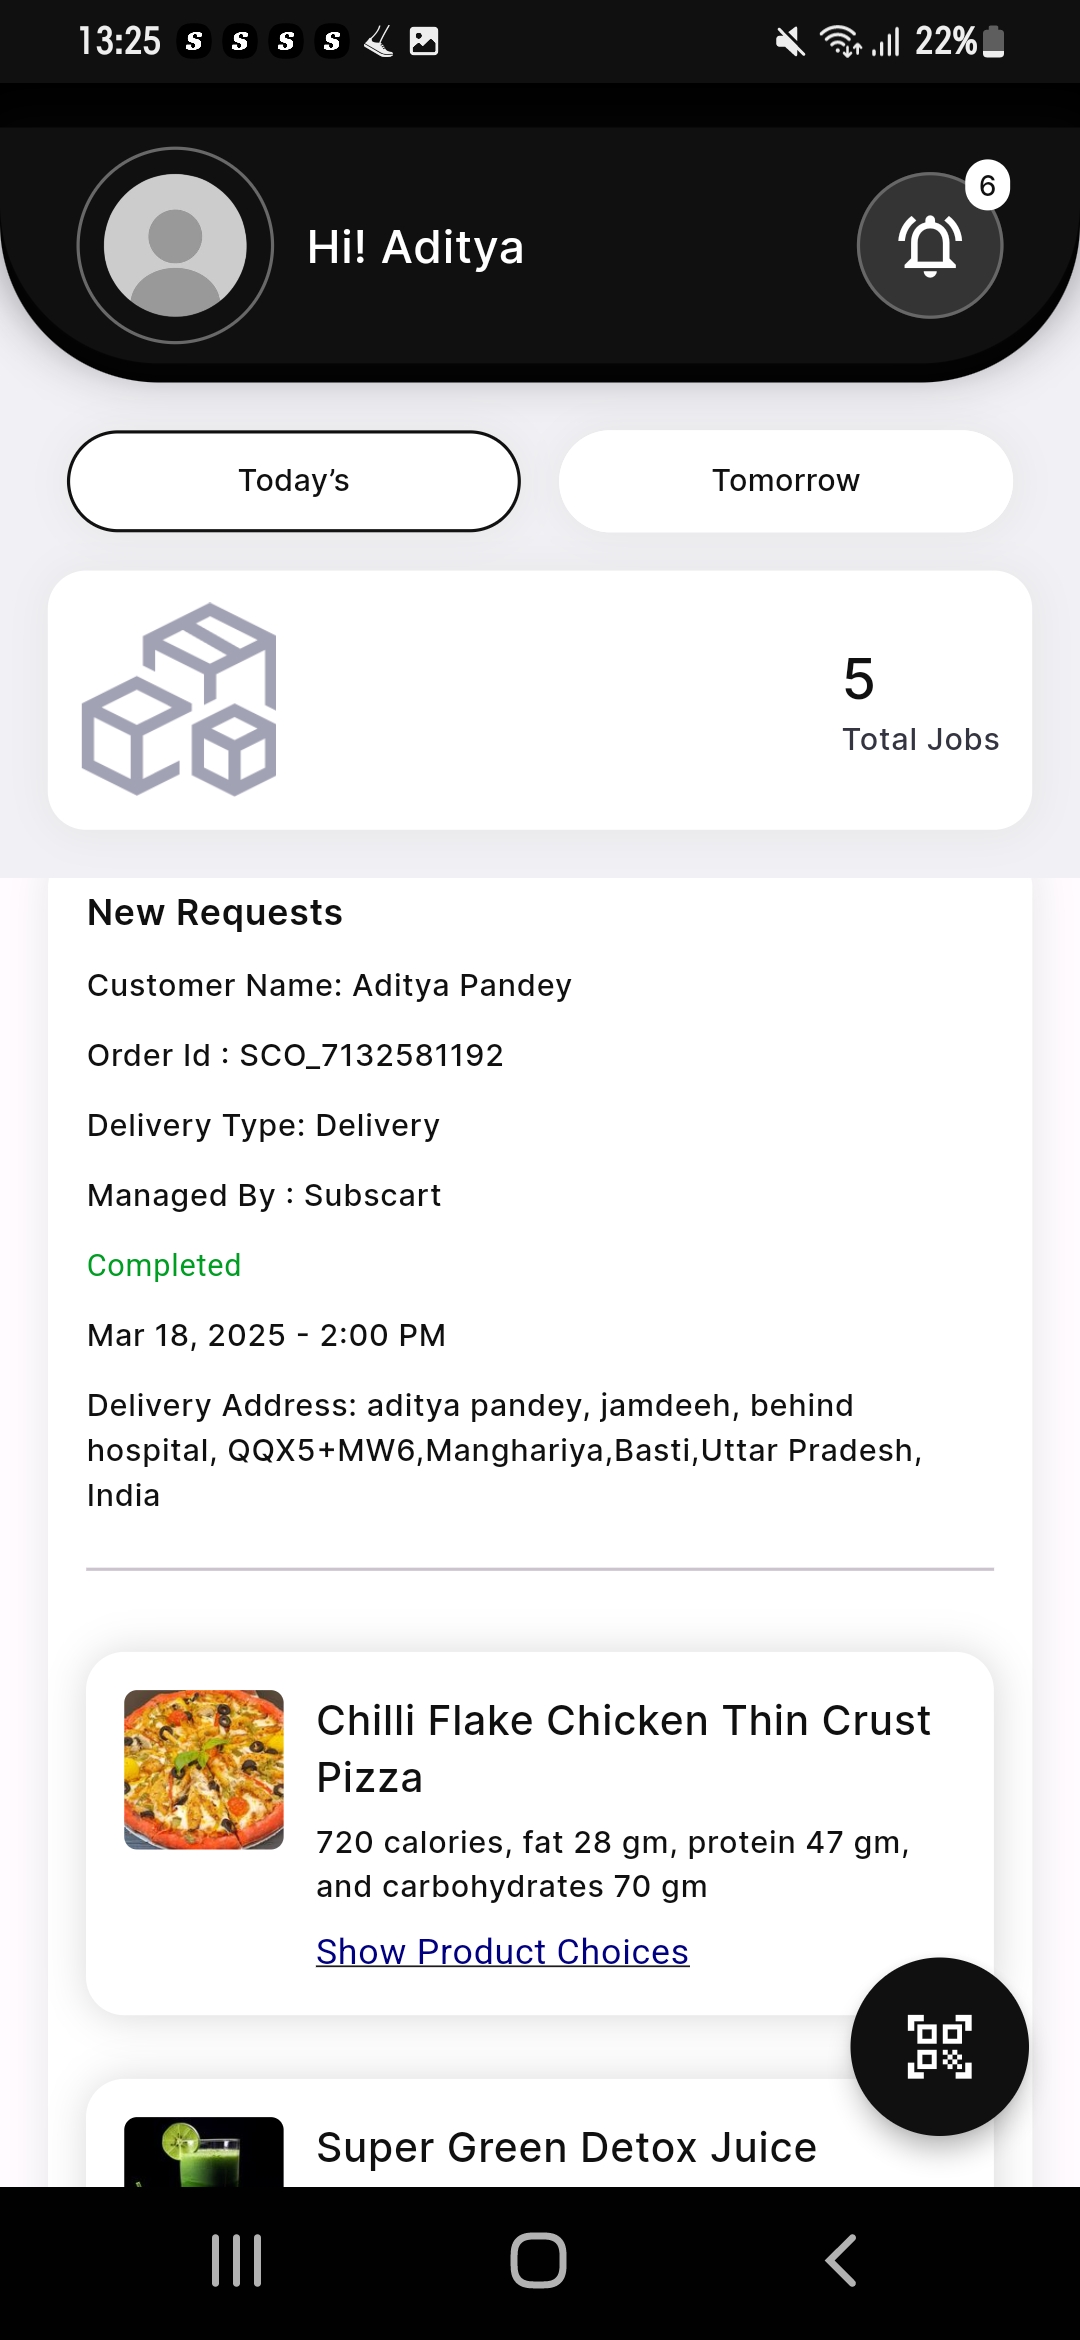 13:25 S S S S 22%
6
Hi! Aditya
Today’s Tomorrow
5
Total Jobs
New Requests
Customer Name: Aditya Pandey
Order Id : SCO_7132581192
Delivery Type: Delivery
Managed By : Subscart
Completed
Mar 18, 2025 - 2:00 PM
Delivery Address: aditya pandey, jamdeeh, behind
hospital, QQX5+MW6,Manghariya,Basti,Uttar Pradesh,
India
Chilli Flake Chicken Thin Crust
Pizza
720 calories, fat 28 gm, protein 47 gm,
and carbohydrates 70 gm
Show Product Choices
Super Green Detox Juice